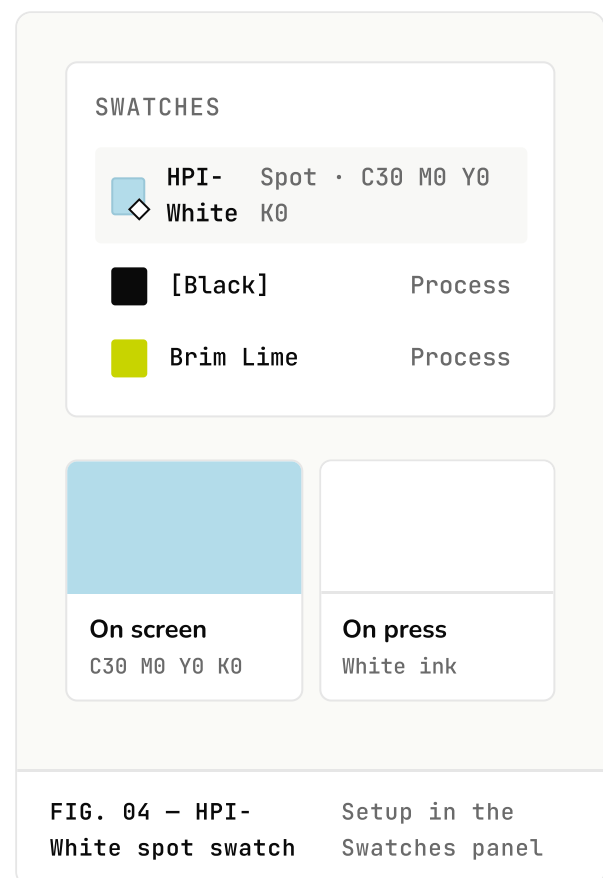 SWATCHES
HPI- Spot · C30 M0 Y0
White K0
[Black] Process
Brim Lime Process
On screen
C30 M0 Y0 K0
On press
White ink
FIG. 04 — HPI-
White spot swatch
Setup in the
Swatches panel